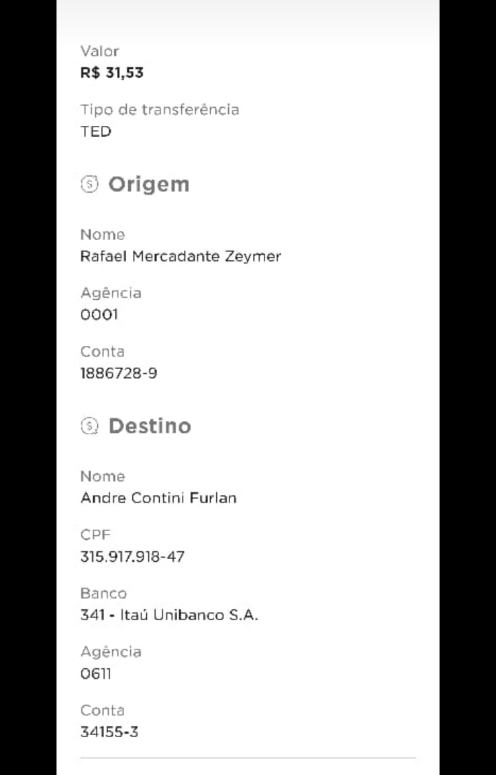 Valor
R$ 31,53
Tipo de transferência
TED
Origem
Nome
Rafael Mercadante Zeymer
Agência
0001
Conta
1886728-9
Destino
Nome
Andre Contini Furlan
CPF
315.917.918-47
Banco
341 - Itaú Unibanco S.A.
Agência
0611
Conta
34155-3